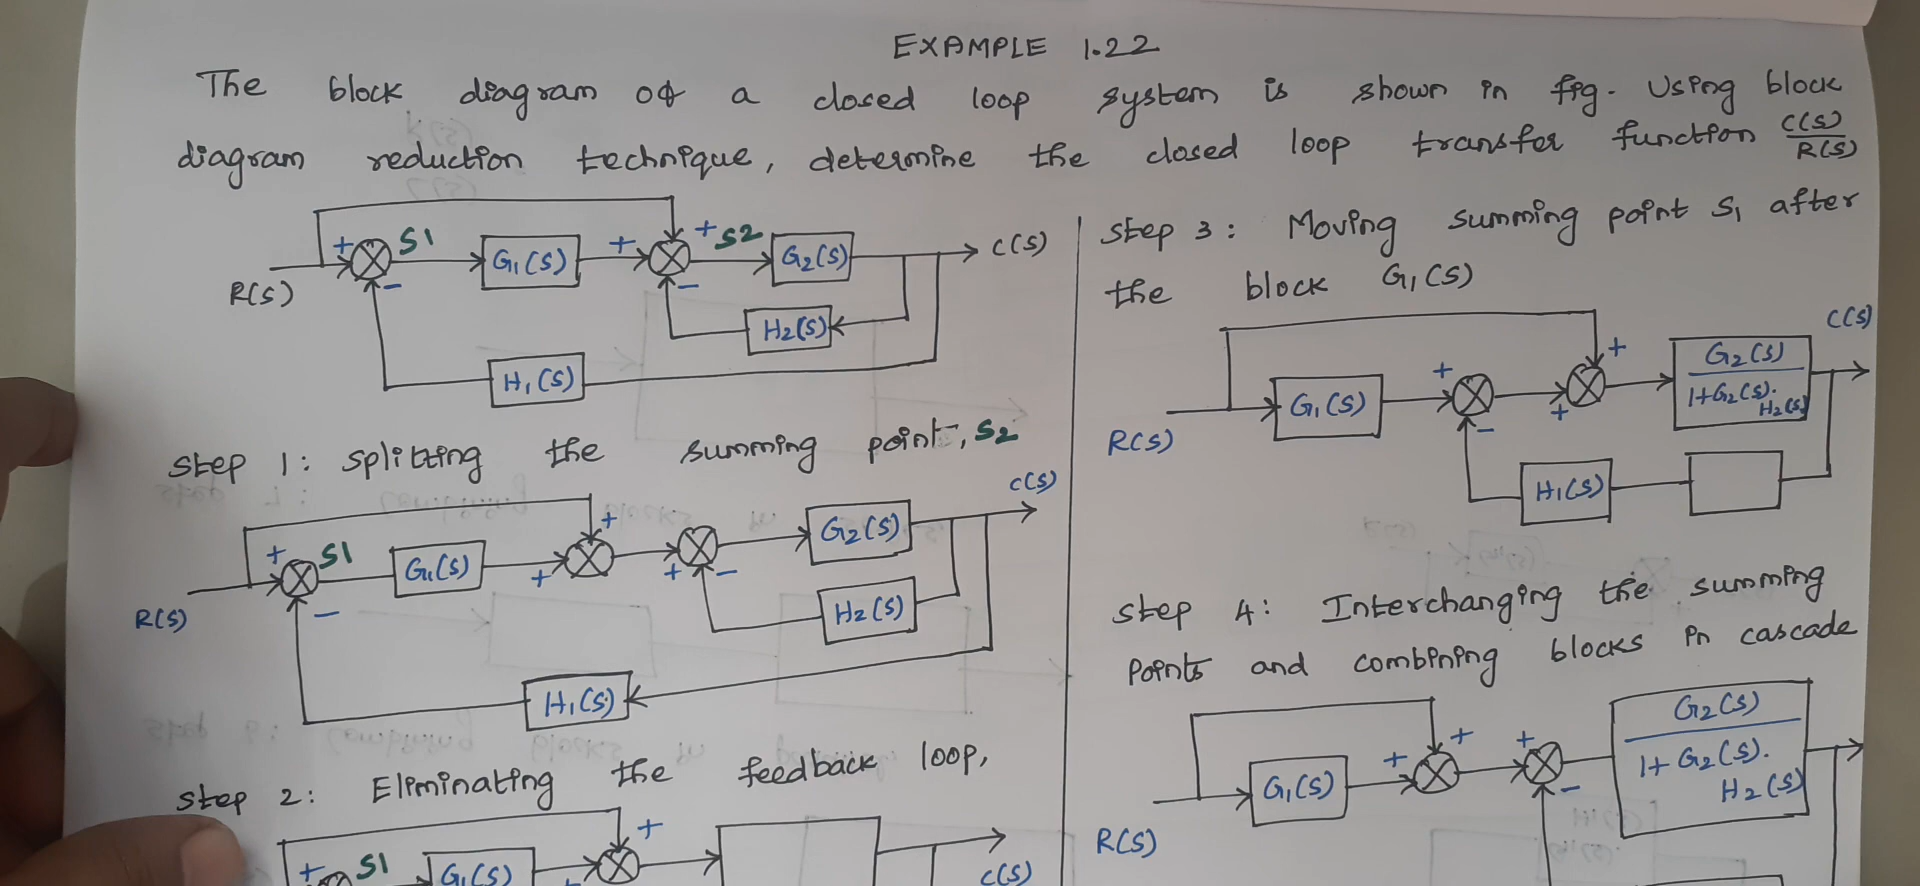 EXAMPLE 1.22
The block diagram of a closed loop system is shown in fig. Using block
diagram reduction technique, determine the closed loop transfer function C(S)/R(S)
+ S1 G1(S) + + S2 G2(S) C(S)
R(S) - -
H2(S)
H1(S)
Step 1: Splitting the summing point, S2
C(S)
+ S1 G1(S) + + + - G2(S)
R(S) - H2(S)
H1(S)
Step 2: Eliminating the feedback loop,
+
+ S1 G1(S) + C(S)
Step 3: Moving summing point S1 after
the block G1(S)
C(S)
+ + G2(S)
G1(S) + 1+G2(S).
H2(S)
R(S) -
H1(S)
Step 4: Interchanging the summing
points and combining blocks in cascade
G2(S)
+ +
G1(S) + - 1+G2(S).
H2(S)
R(S)